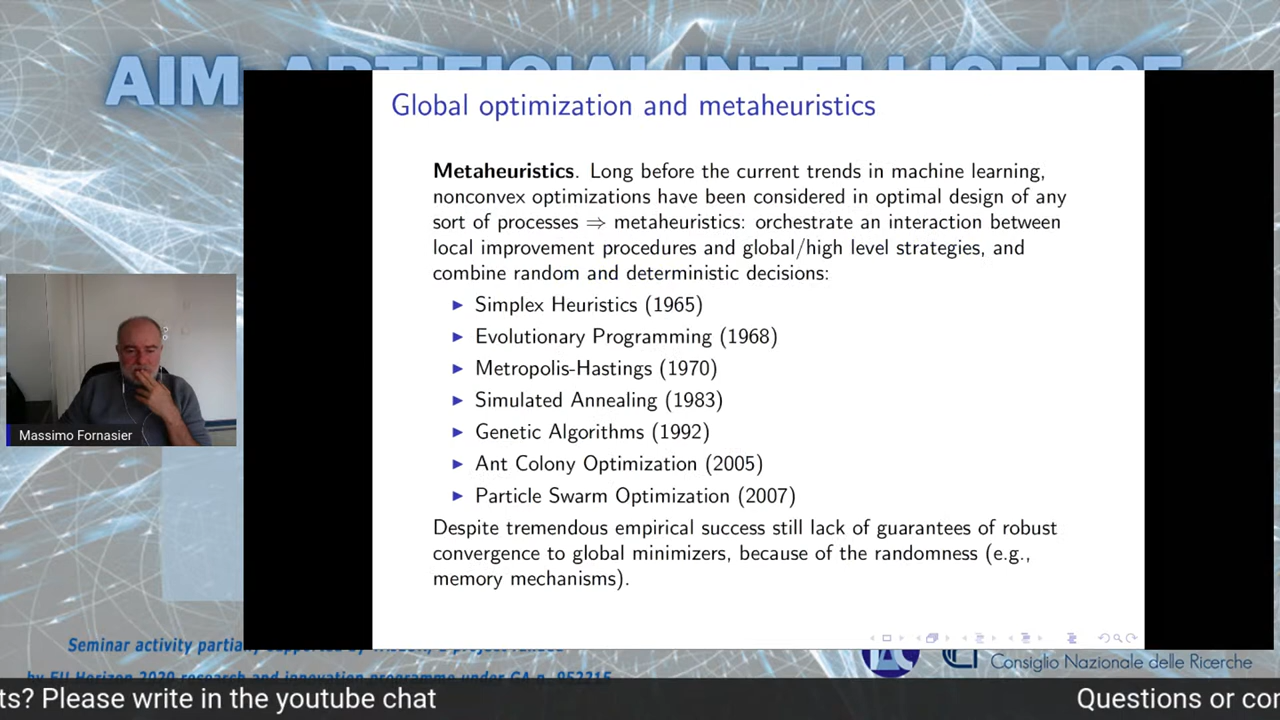 AIM ARTIFICIAL INTELLIGENCE
Global optimization and metaheuristics
Metaheuristics. Long before the current trends in machine learning,
nonconvex optimizations have been considered in optimal design of any
sort of processes ⇒ metaheuristics: orchestrate an interaction between
local improvement procedures and global/high level strategies, and
combine random and deterministic decisions:
▶ Simplex Heuristics (1965)
▶ Evolutionary Programming (1968)
▶ Metropolis-Hastings (1970)
▶ Simulated Annealing (1983)
▶ Genetic Algorithms (1992)
▶ Ant Colony Optimization (2005)
▶ Particle Swarm Optimization (2007)
Despite tremendous empirical success still lack of guarantees of robust
convergence to global minimizers, because of the randomness (e.g.,
memory mechanisms).
Massimo Fornasier
Seminar activity
Consiglio Nazionale delle Ricerche
ts? Please write in the youtube chat
Questions or con